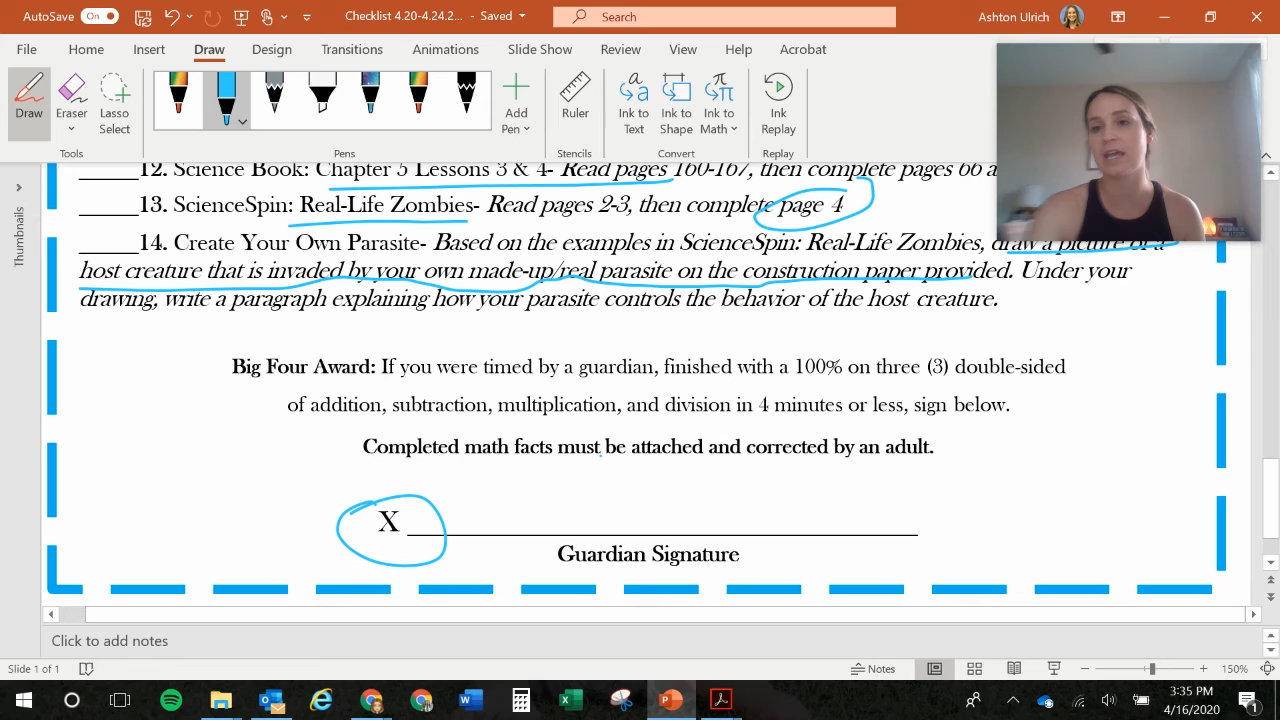 AutoSave On Checklist 4.20-4.24.2... - Saved Search Ashton Ulrich
File Home Insert Draw Design Transitions Animations Slide Show Review View Help Acrobat
Draw Eraser Lasso Select Add Pen Ruler Ink to Text Ink to Shape Ink to Math Ink Replay
Tools Pens Stencils Convert Replay
Thumbnails
_____12. Science Book: Chapter 5 Lessons 3 & 4- Read pages 160-167, then complete pages 66 a
_____13. ScienceSpin: Real-Life Zombies- Read pages 2-3, then complete page 4
_____14. Create Your Own Parasite- Based on the examples in ScienceSpin: Real-Life Zombies, draw a picture of a
host creature that is invaded by your own made-up/real parasite on the construction paper provided. Under your
drawing, write a paragraph explaining how your parasite controls the behavior of the host creature.
Big Four Award: If you were timed by a guardian, finished with a 100% on three (3) double-sided
of addition, subtraction, multiplication, and division in 4 minutes or less, sign below.
Completed math facts must be attached and corrected by an adult.
X
Guardian Signature
Click to add notes
Slide 1 of 1 Notes 150%
3:35 PM
4/16/2020